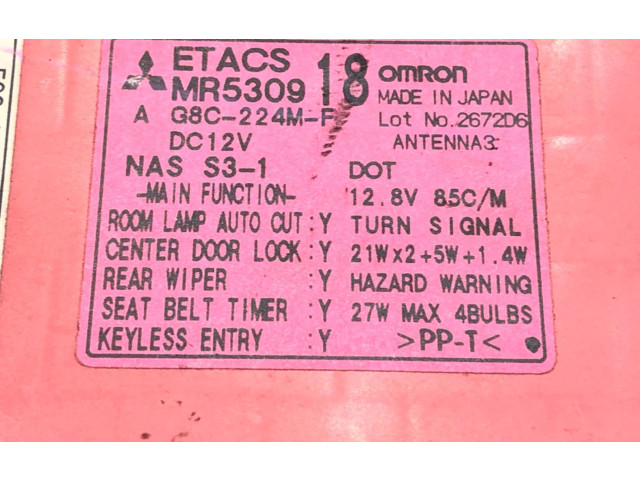 ETACS 18 OMRON
MR5309
MADE IN JAPAN
A G8C-224M-F
Lot No.2672D6
DC12V
ANTENNA3
NAS S3-1
DOT
-MAIN FUNCTION-
12.8V 85C/M
ROOM LAMP AUTO CUT:Y
TURN SIGNAL
CENTER DOOR LOCK:Y
21W×2+5W+1.4W
REAR WIPER :Y
HAZARD WARNING
SEAT BELT TIMER :Y
27W MAX 4BULBS
KEYLESS ENTRY :Y
>PP-T<